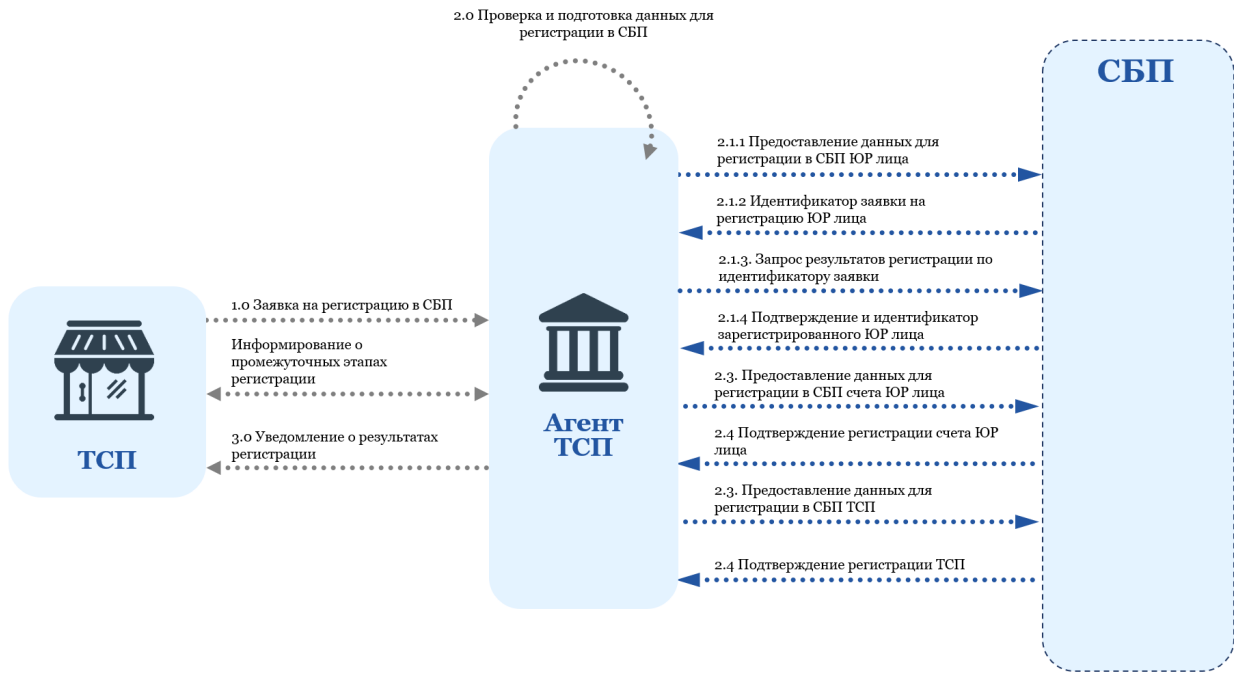 2.0 Проверка и подготовка данных для
регистрации в СБП
СБП
2.1.1 Предоставление данных для
регистрации в СБП ЮР лица
2.1.2 Идентификатор заявки на
регистрацию ЮР лица
2.1.3. Запрос результатов регистрации по
идентификатору заявки
1.0 Заявка на регистрацию в СБП
2.1.4 Подтверждение и идентификатор
зарегистрированного ЮР лица
Информирование о
промежуточных этапах
регистрации
2.3. Предоставление данных для
регистрации в СБП счета ЮР лица
Агент
ТСП
3.0 Уведомление о результатах
регистрации
2.4 Подтверждение регистрации счета ЮР
лица
ТСП
2.3. Предоставление данных для
регистрации в СБП ТСП
2.4 Подтверждение регистрации ТСП